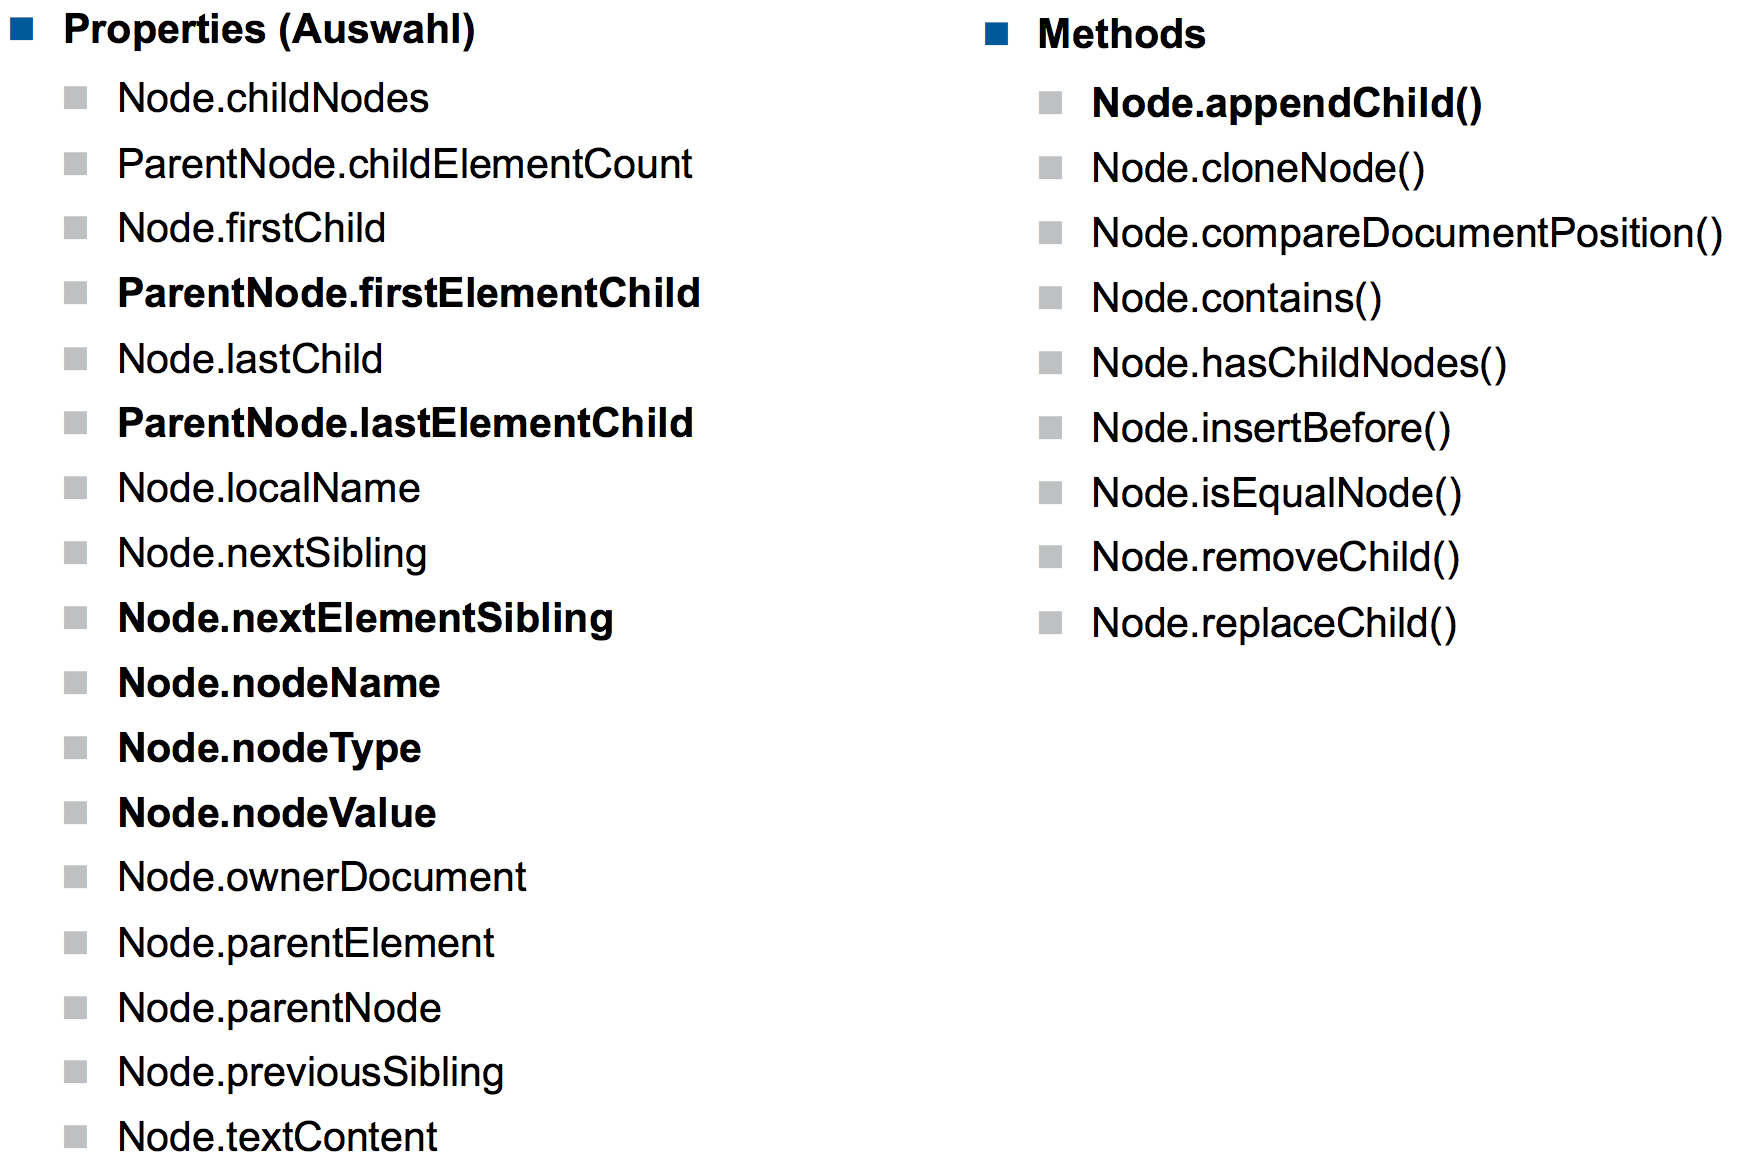 Properties (Auswahl)
Node.childNodes
ParentNode.childElementCount
Node.firstChild
ParentNode.firstElementChild
Node.lastChild
ParentNode.lastElementChild
Node.localName
Node.nextSibling
Node.nextElementSibling
Node.nodeName
Node.nodeType
Node.nodeValue
Node.ownerDocument
Node.parentElement
Node.parentNode
Node.previousSibling
Node.textContent
Methods
Node.appendChild()
Node.cloneNode()
Node.compareDocumentPosition()
Node.contains()
Node.hasChildNodes()
Node.insertBefore()
Node.isEqualNode()
Node.removeChild()
Node.replaceChild()